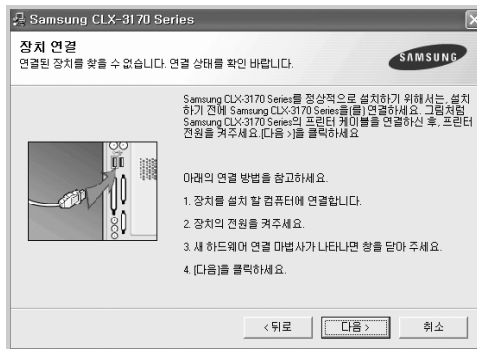 Samsung CLX-3170 Series
장치 연결
연결된 장치를 찾을 수 없습니다. 연결 상태를 확인 바랍니다.
SAMSUNG
Samsung CLX-3170 Series를 정상적으로 설치하기 위해서는, 설치
하기 전에 Samsung CLX-3170 Series을(를) 연결하세요. 그림처럼
Samsung CLX-3170 Series의 프린터 케이블을 연결하신 후, 프린터
전원을 켜주세요.[다음 >]을 클릭하세요
아래의 연결 방법을 참고하세요.
1. 장치를 설치 할 컴퓨터에 연결합니다.
2. 장치의 전원을 켜주세요.
3. 새 하드웨어 연결 마법사가 나타나면 창을 닫아 주세요.
4. [다음]을 클릭하세요.
< 뒤로
다음 >
취소